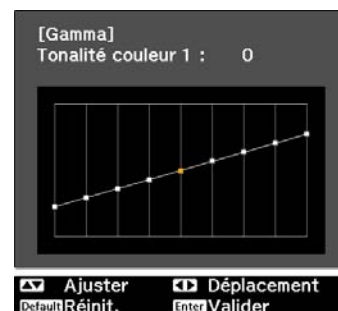 [Gamma]
Tonalité couleur 1 : 0
Ajuster Déplacement
Default Réinit. Enter Valider